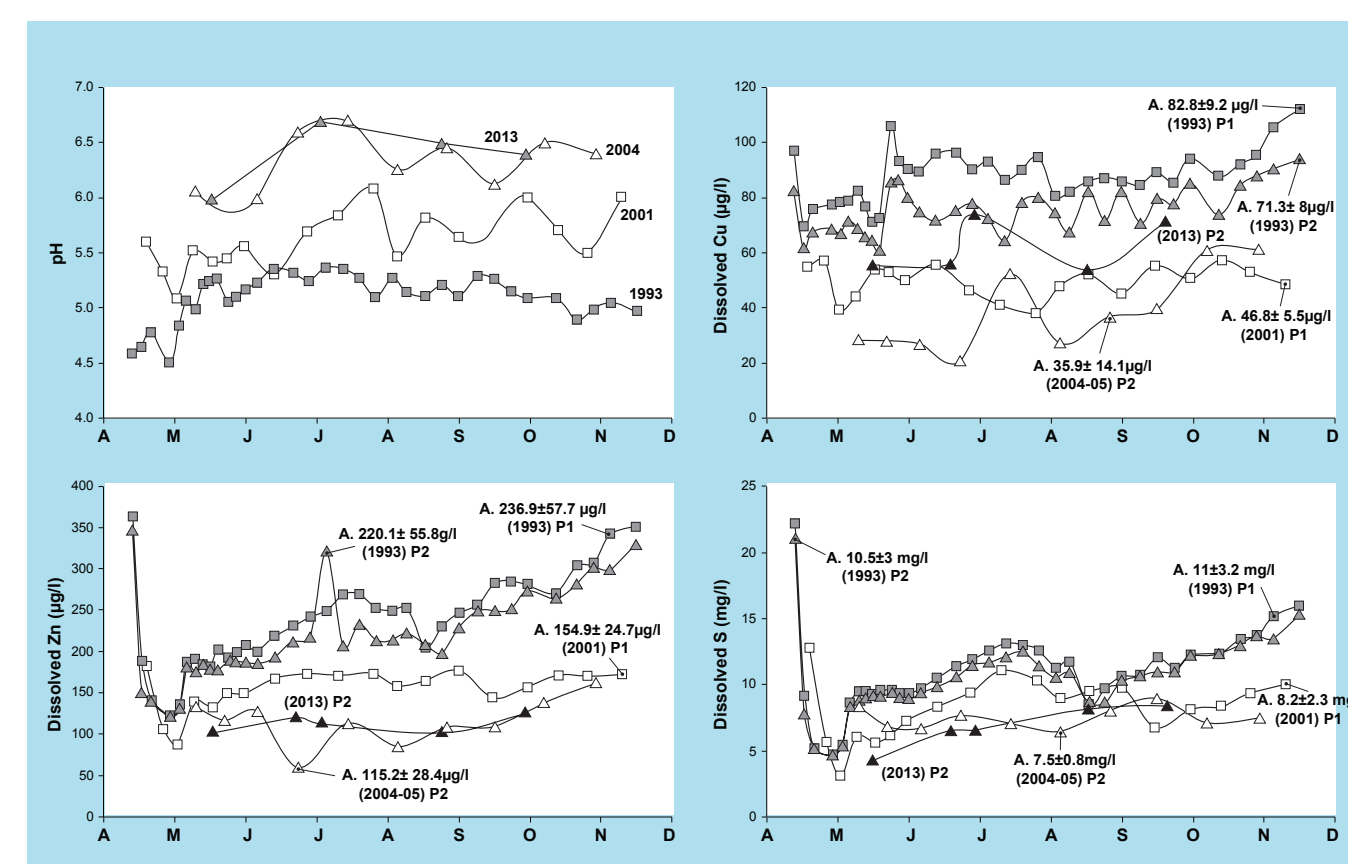 7.0
6.5
6.0
5.5
5.0
4.5
4.0
pH
2013
2004
2001
1993
A M J J A S O N D
120
100
80
60
40
20
0
Dissolved Cu (µg/l)
A. 82.8±9.2 µg/l
(1993) P1
A. 71.3± 8µg/l
(1993) P2
(2013) P2
A. 46.8± 5.5µg/l
(2001) P1
A. 35.9± 14.1µg/l
(2004-05) P2
A M J J A S O N D
400
350
300
250
200
150
100
50
0
Dissolved Zn (µg/l)
A. 236.9±57.7 µg/l
(1993) P1
A. 220.1± 55.8g/l
(1993) P2
A. 154.9± 24.7µg/l
(2001) P1
(2013) P2
A. 115.2± 28.4µg/l
(2004-05) P2
A M J J A S O N D
25
20
15
10
5
0
Dissolved S (mg/l)
A. 10.5±3 mg/l
(1993) P2
A. 11±3.2 mg/l
(1993) P1
A. 8.2±2.3 m
(2001) P1
(2013) P2
A. 7.5±0.8mg/l
(2004-05) P2
A M J J A S O N D